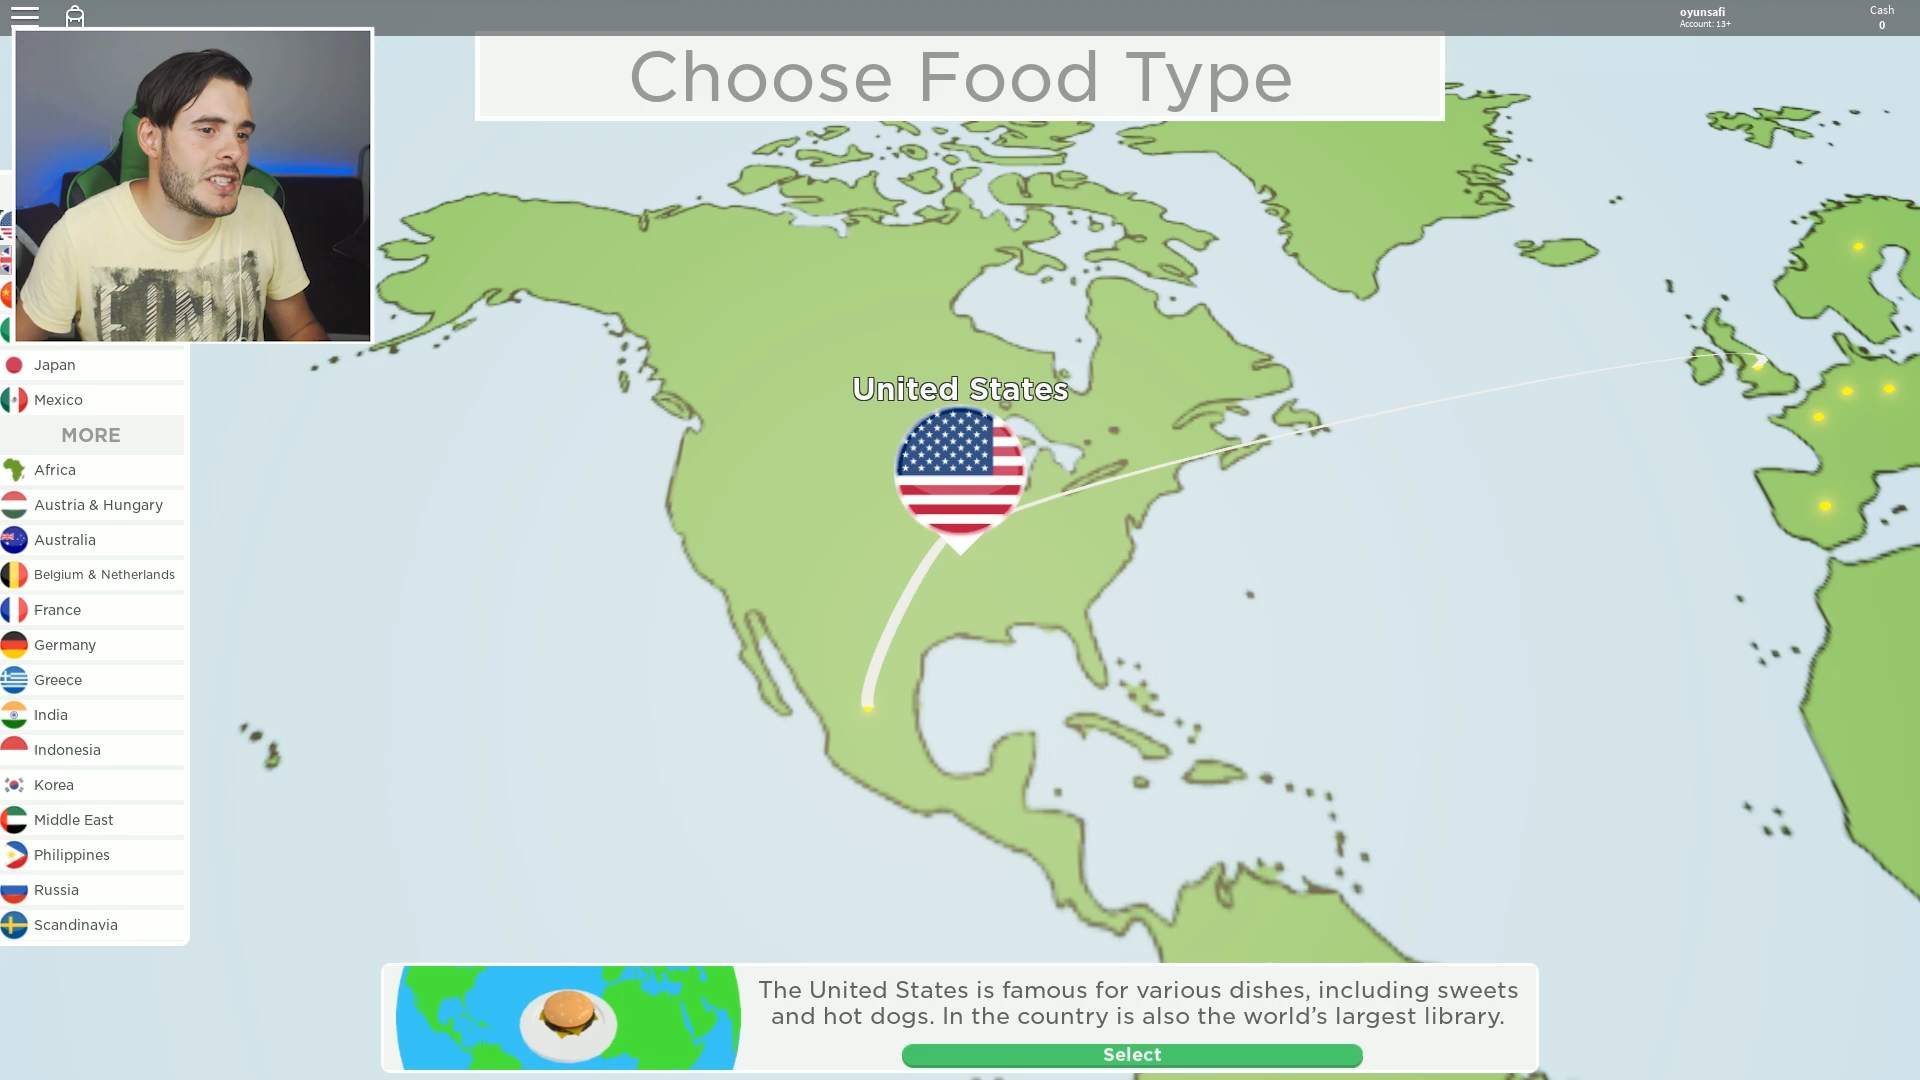 oyunsafi
Account: 13+
Cash
0
Choose Food Type
Japan
Mexico
MORE
Africa
Austria & Hungary
Australia
Belgium & Netherlands
France
Germany
Greece
India
Indonesia
Korea
Middle East
Philippines
Russia
Scandinavia
United States
The United States is famous for various dishes, including sweets
and hot dogs. In the country is also the world's largest library.
Select